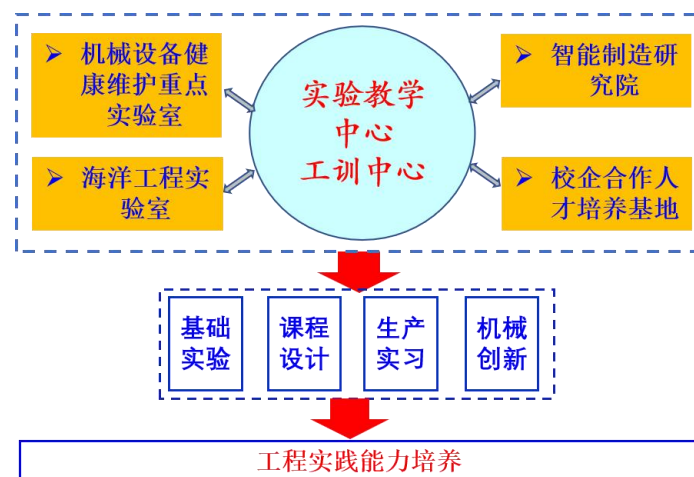 ➢ 机械设备健
康维护重点
实验室
➢ 海洋工程实
验室
实验教学
中心
工训中心
➢ 智能制造研
究院
➢ 校企合作人
才培养基地
基础
实验
课程
设计
生产
实习
机械
创新
工程实践能力培养